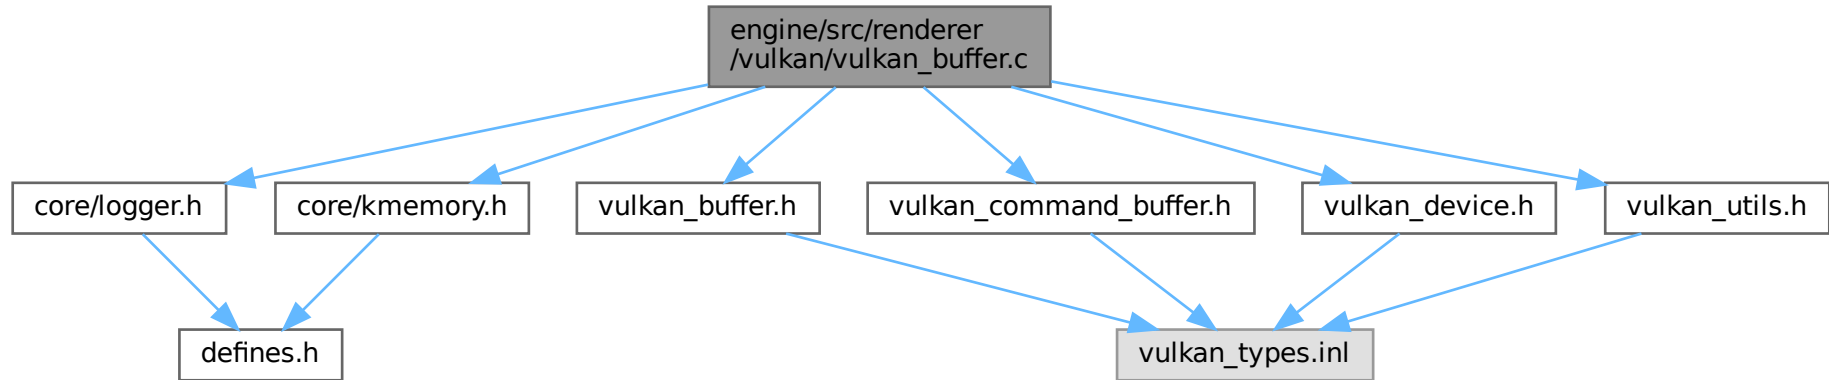 engine/src/renderer
/vulkan/vulkan_buffer.c
core/logger.h
core/kmemory.h
vulkan_buffer.h
vulkan_command_buffer.h
vulkan_device.h
vulkan_utils.h
defines.h
vulkan_types.inl